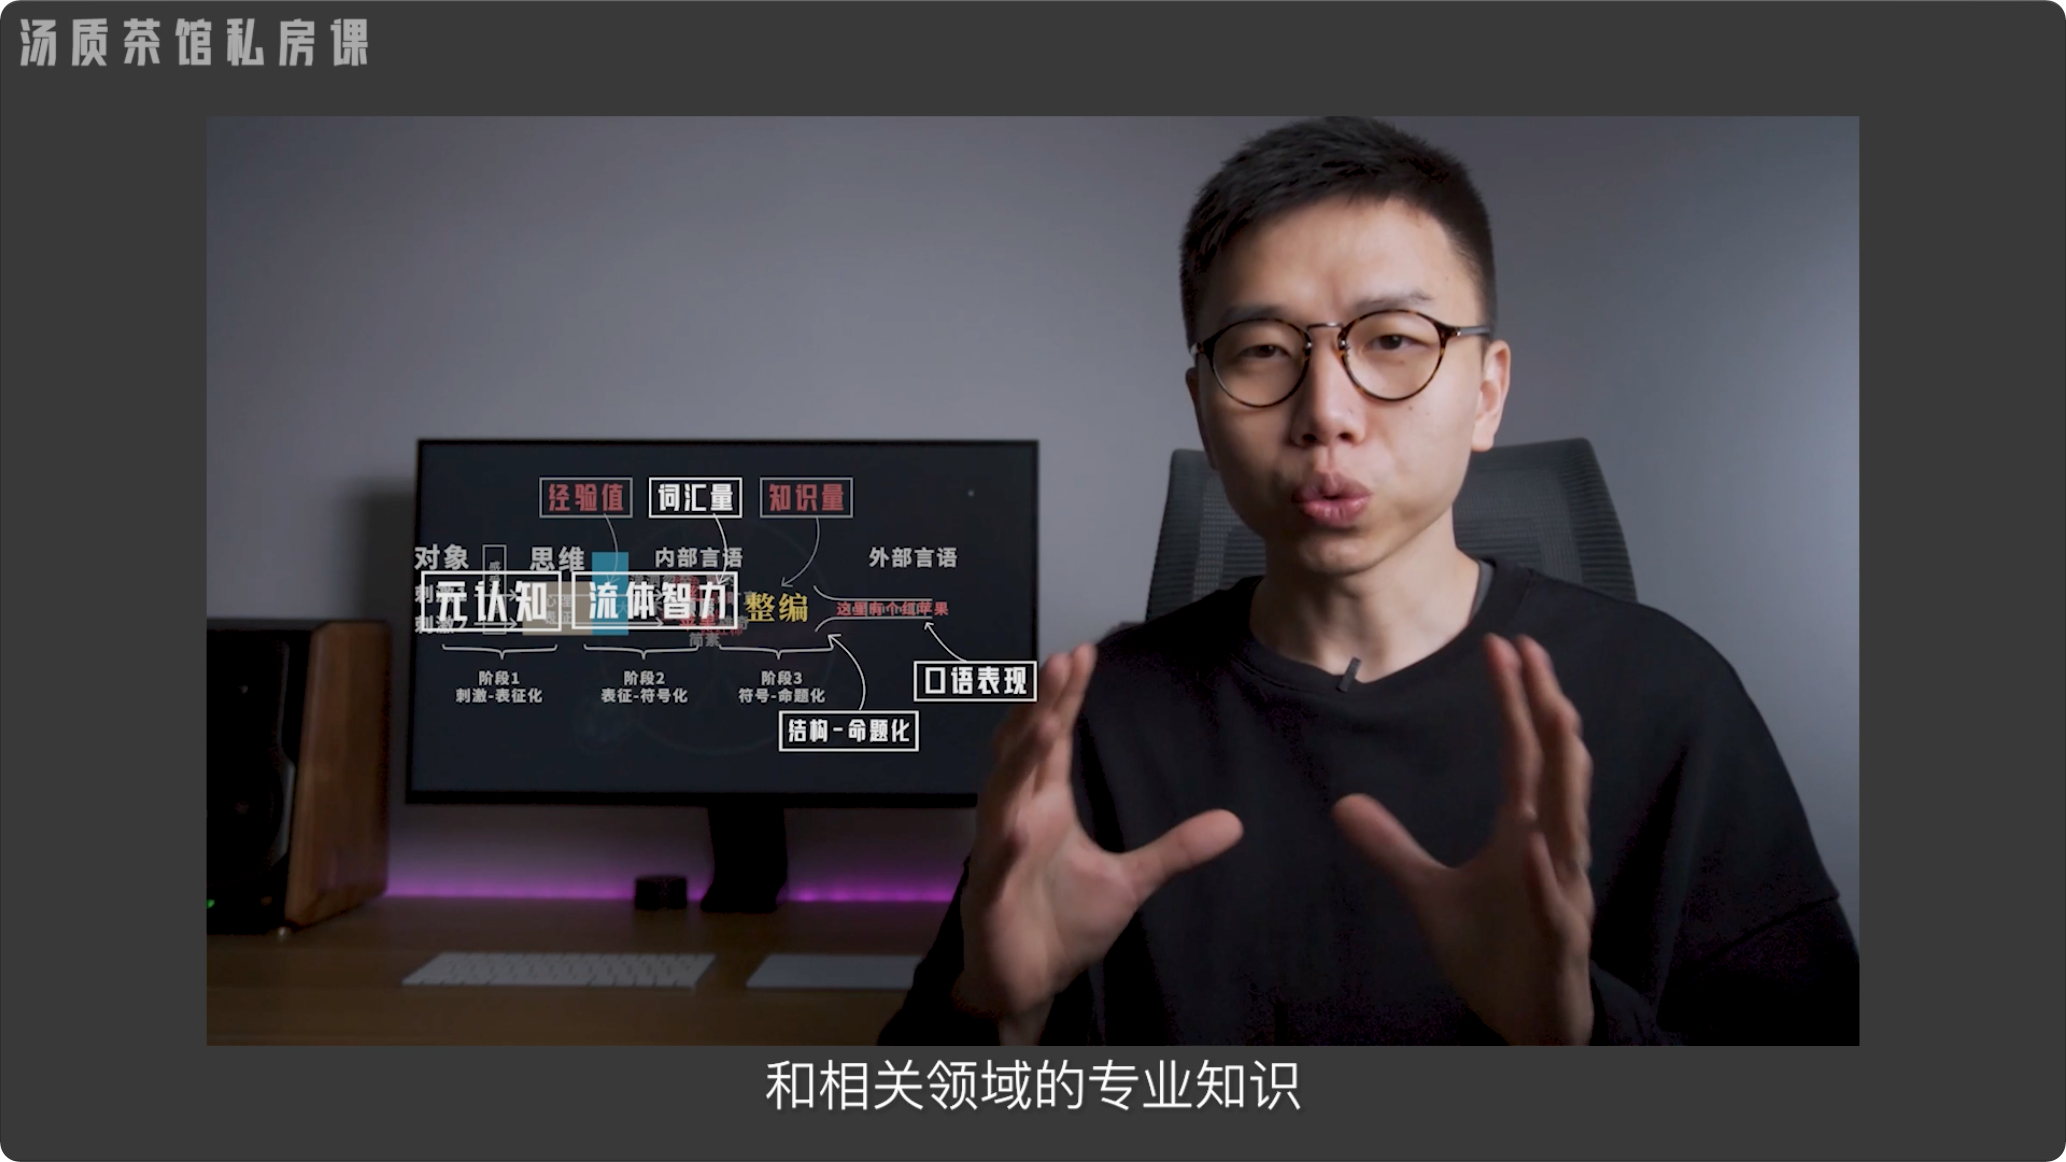 汤质茶馆私房课
经验值 词汇量 知识量
对象 思维 内部言语 外部言语
元认知 流体智力 整编 这里有个红苹果
简素
口语表现
阶段1 阶段2 阶段3
刺激-表征化 表征-符号化 符号-命题化
结构-命题化
和相关领域的专业知识